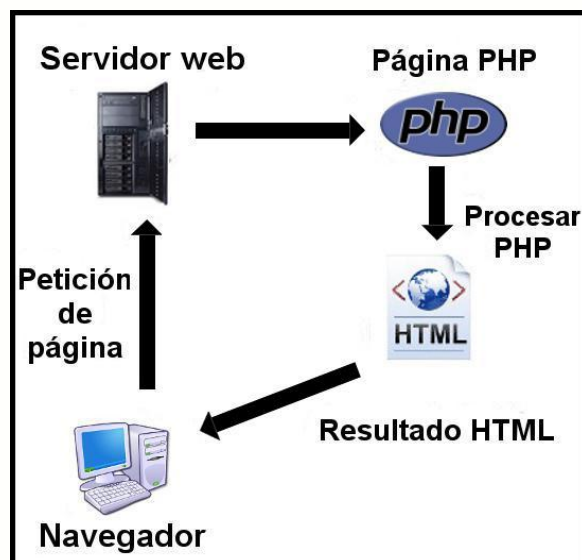 Servidor web
Página PHP
php
Procesar
PHP
Petición
de
página
< >
HTML
Resultado HTML
Navegador